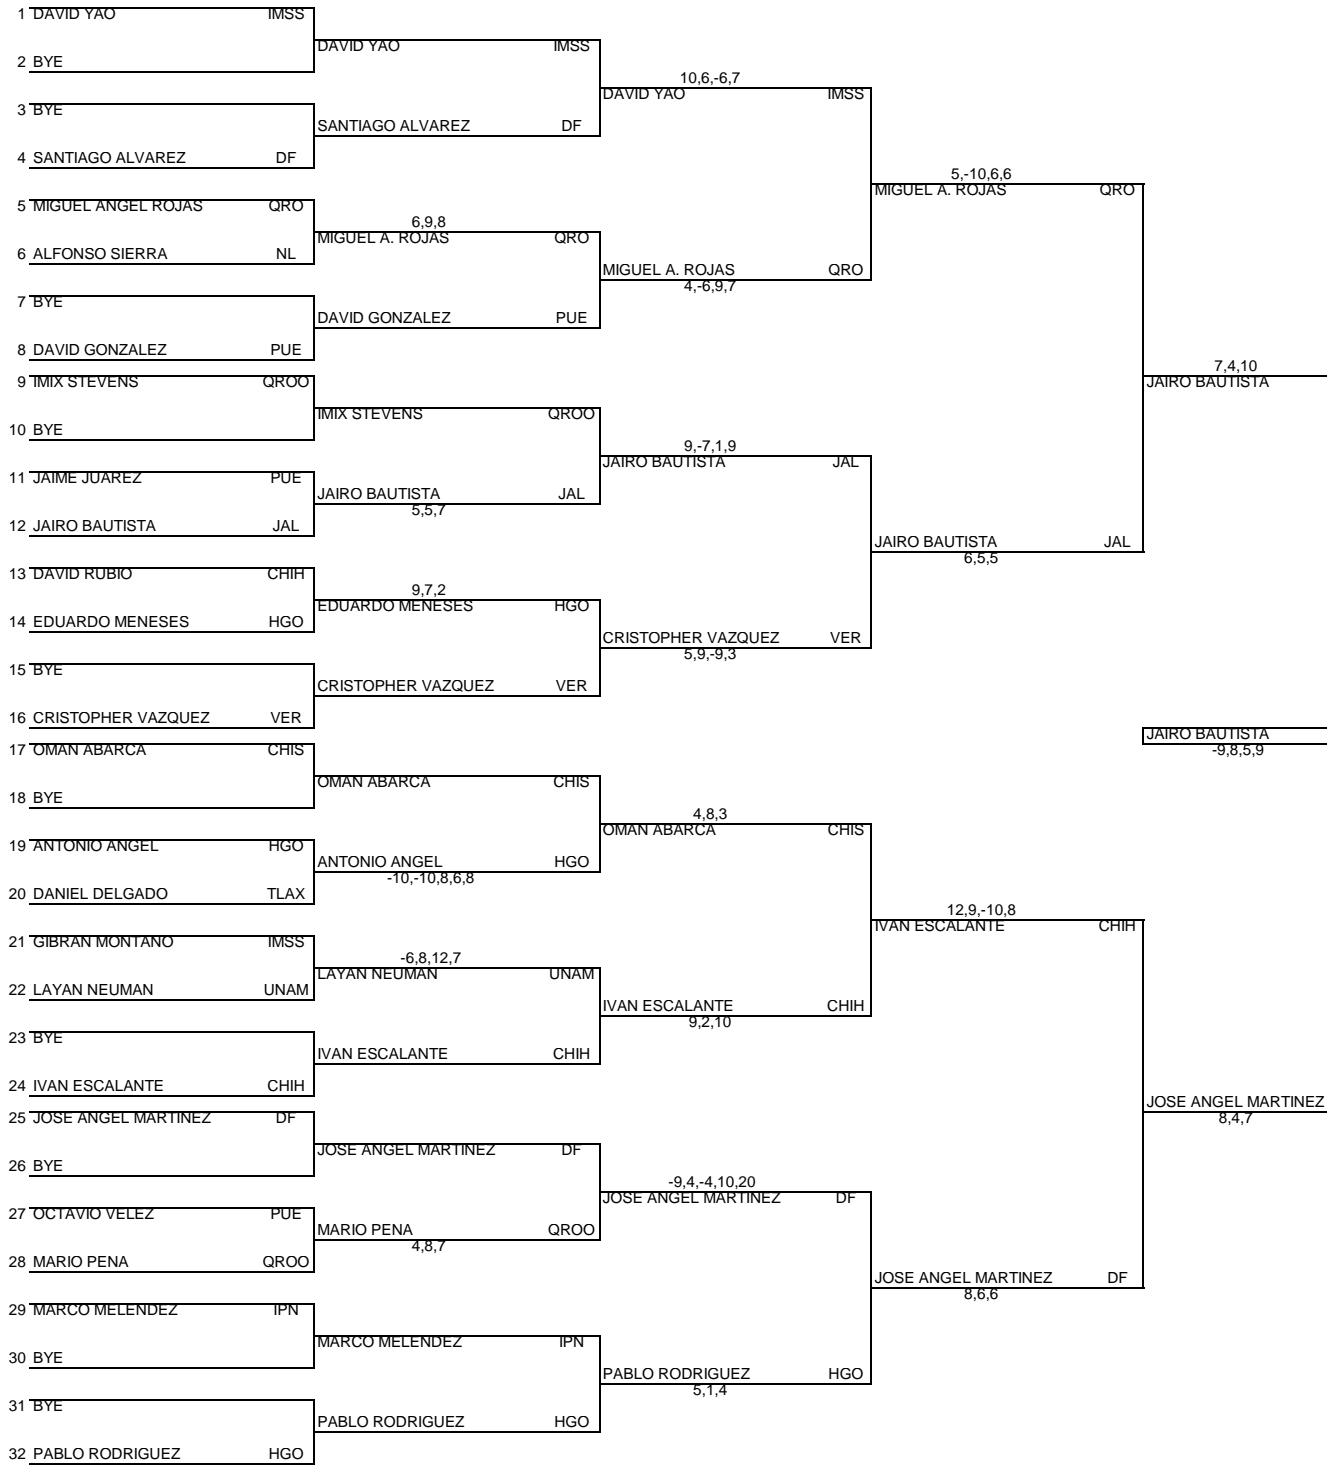 1 DAVID YAO IMSS
2 BYE
3 BYE
4 SANTIAGO ALVAREZ DF
5 MIGUEL ANGEL ROJAS QRO
6 ALFONSO SIERRA NL
7 BYE
8 DAVID GONZALEZ PUE
9 IMIX STEVENS QROO
10 BYE
11 JAIME JUAREZ PUE
12 JAIRO BAUTISTA JAL
13 DAVID RUBIO CHIH
14 EDUARDO MENESES HGO
15 BYE
16 CRISTOPHER VAZQUEZ VER
17 OMAN ABARCA CHIS
18 BYE
19 ANTONIO ANGEL HGO
20 DANIEL DELGADO TLAX
21 GIBRAN MONTANO IMSS
22 LAYAN NEUMAN UNAM
23 BYE
24 IVAN ESCALANTE CHIH
25 JOSE ANGEL MARTINEZ DF
26 BYE
27 OCTAVIO VELEZ PUE
28 MARIO PENA QROO
29 MARCO MELENDEZ IPN
30 BYE
31 BYE
32 PABLO RODRIGUEZ HGO
DAVID YAO IMSS
SANTIAGO ALVAREZ DF
6,9,8
MIGUEL A. ROJAS QRO
DAVID GONZALEZ PUE
IMIX STEVENS QROO
JAIRO BAUTISTA JAL
5,5,7
9,7,2
EDUARDO MENESES HGO
CRISTOPHER VAZQUEZ VER
OMAN ABARCA CHIS
ANTONIO ANGEL HGO
-10,-10,8,6,8
-6,8,12,7
LAYAN NEUMAN UNAM
IVAN ESCALANTE CHIH
JOSE ANGEL MARTINEZ DF
MARIO PENA QROO
4,8,7
MARCO MELENDEZ IPN
PABLO RODRIGUEZ HGO
10,6,-6,7
DAVID YAO IMSS
MIGUEL A. ROJAS QRO
4,-6,9,7
9,-7,1,9
JAIRO BAUTISTA JAL
CRISTOPHER VAZQUEZ VER
5,9,-9,3
4,8,3
OMAN ABARCA CHIS
IVAN ESCALANTE CHIH
9,2,10
-9,4,-4,10,20
JOSE ANGEL MARTINEZ DF
PABLO RODRIGUEZ HGO
5,1,4
5,-10,6,6
MIGUEL A. ROJAS QRO
JAIRO BAUTISTA JAL
6,5,5
12,9,-10,8
IVAN ESCALANTE CHIH
JOSE ANGEL MARTINEZ DF
8,6,6
7,4,10
JAIRO BAUTISTA
JAIRO BAUTISTA
-9,8,5,9
JOSE ANGEL MARTINEZ
8,4,7